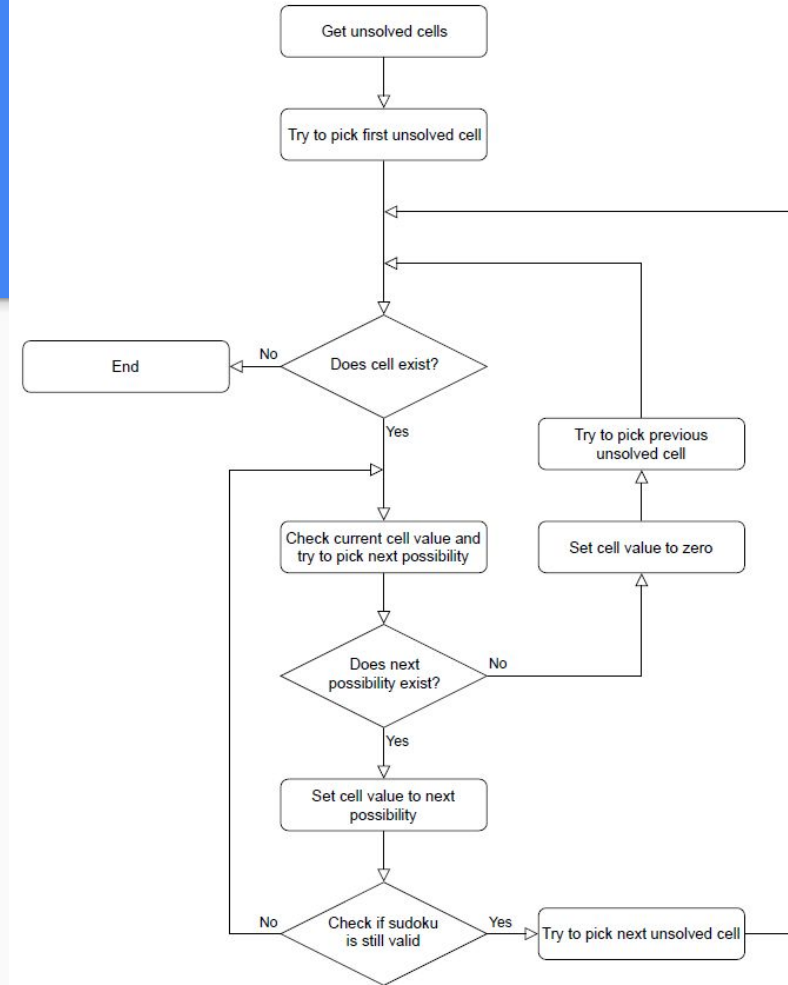 Get unsolved cells
Try to pick first unsolved cell
Does cell exist?
No
End
Yes
Try to pick previous
unsolved cell
Check current cell value and
try to pick next possibility
Set cell value to zero
Does next
possibility exist?
No
Yes
Set cell value to next
possibility
Check if sudoku
is still valid
No
Yes
Try to pick next unsolved cell